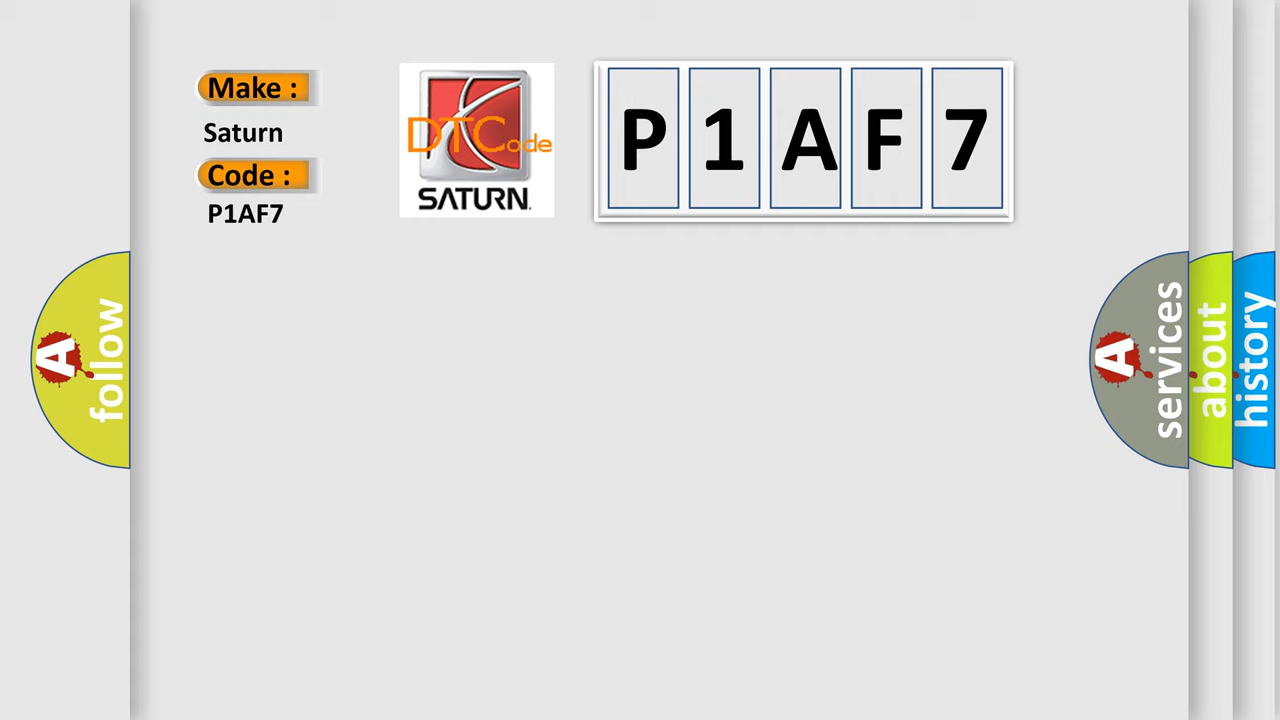 Make :
Saturn
Code :
P1AF7
DTCode
SATURN.
P 1 A F 7
A follow
A services
about
history